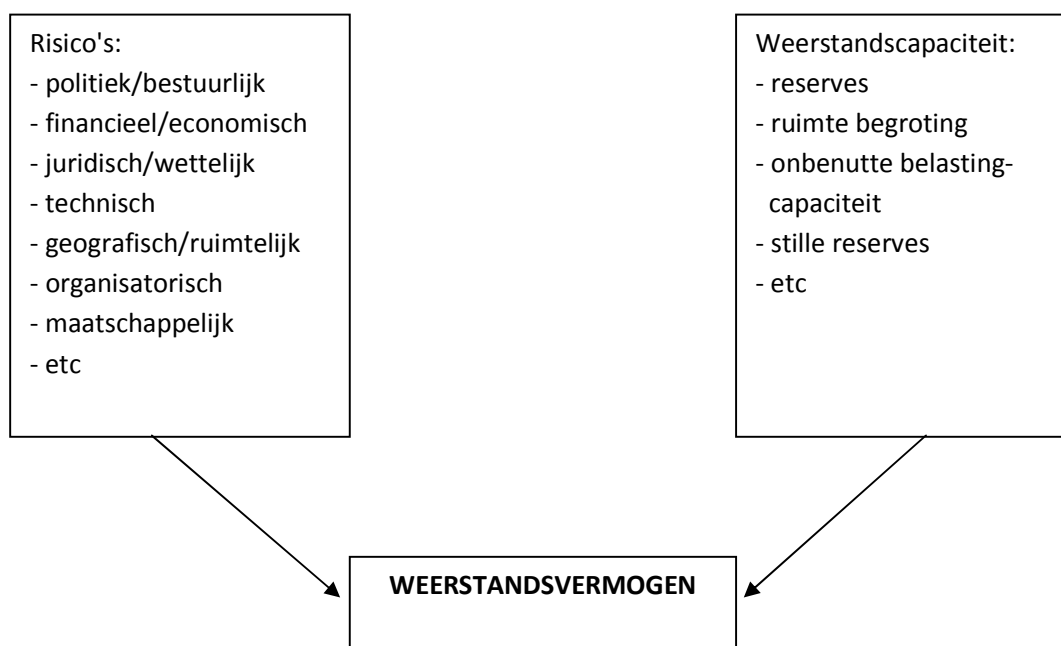 Risico's:
- politiek/bestuurlijk
- financieel/economisch
- juridisch/wettelijk
- technisch
- geografisch/ruimtelijk
- organisatorisch
- maatschappelijk
- etc
Weerstandscapaciteit:
- reserves
- ruimte begroting
- onbenutte belasting-
capaciteit
- stille reserves
- etc
WEERSTANDSVERMOGEN